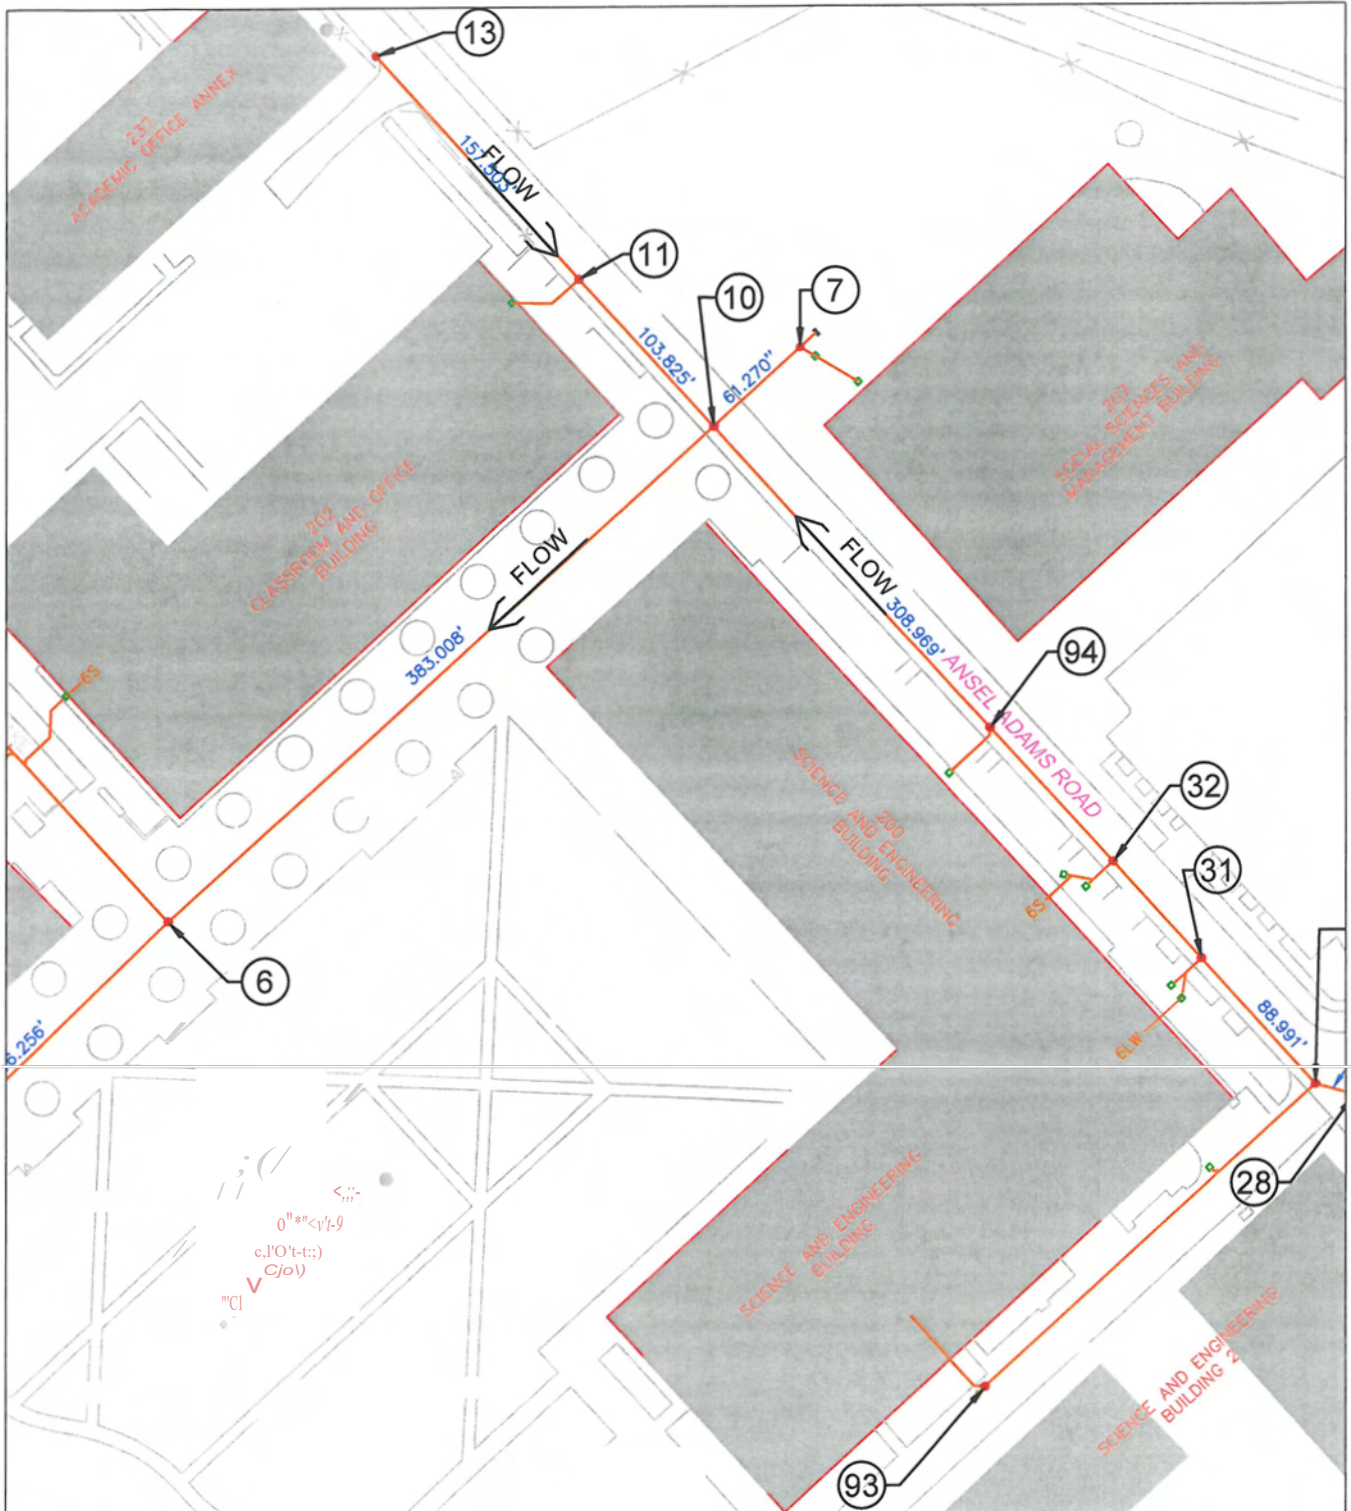 13
237
ACADEMIC OFFICE ANNEX
157.503'
FLOW
11
10
7
103.825'
61.270"
267
SOCIAL SCIENCES AND
MANAGEMENT BUILDING
202
CLASSROOM AND OFFICE
BUILDING
FLOW
FLOW
383.008'
308.969'
ANSEL ADAMS ROAD
94
6S
200
SCIENCE AND ENGINEERING
BUILDING
32
31
6S
6
6LW
88.991'
6.256'
28
SCIENCE AND ENGINEERING
BUILDING
SCIENCE AND ENGINEERING
BUILDING 2
93